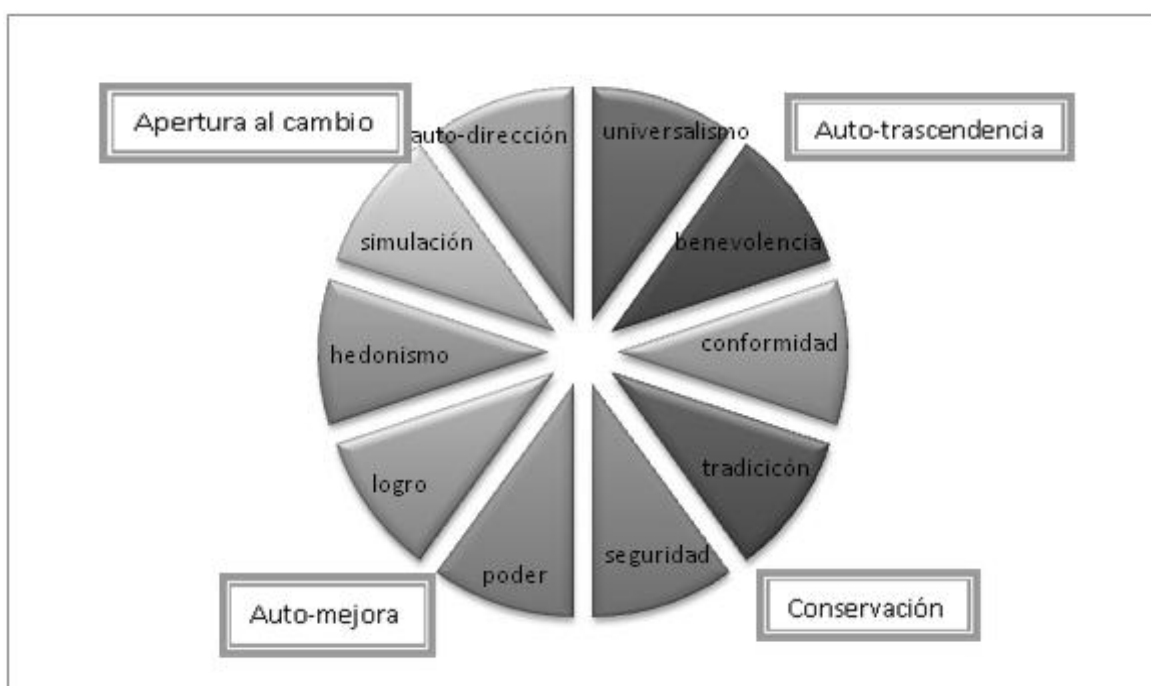 Apertura al cambio
auto-dirección
universalismo
Auto-trascendencia
simulación
benevolencia
hedonismo
conformidad
logro
tradicicón
poder
seguridad
Auto-mejora
Conservación